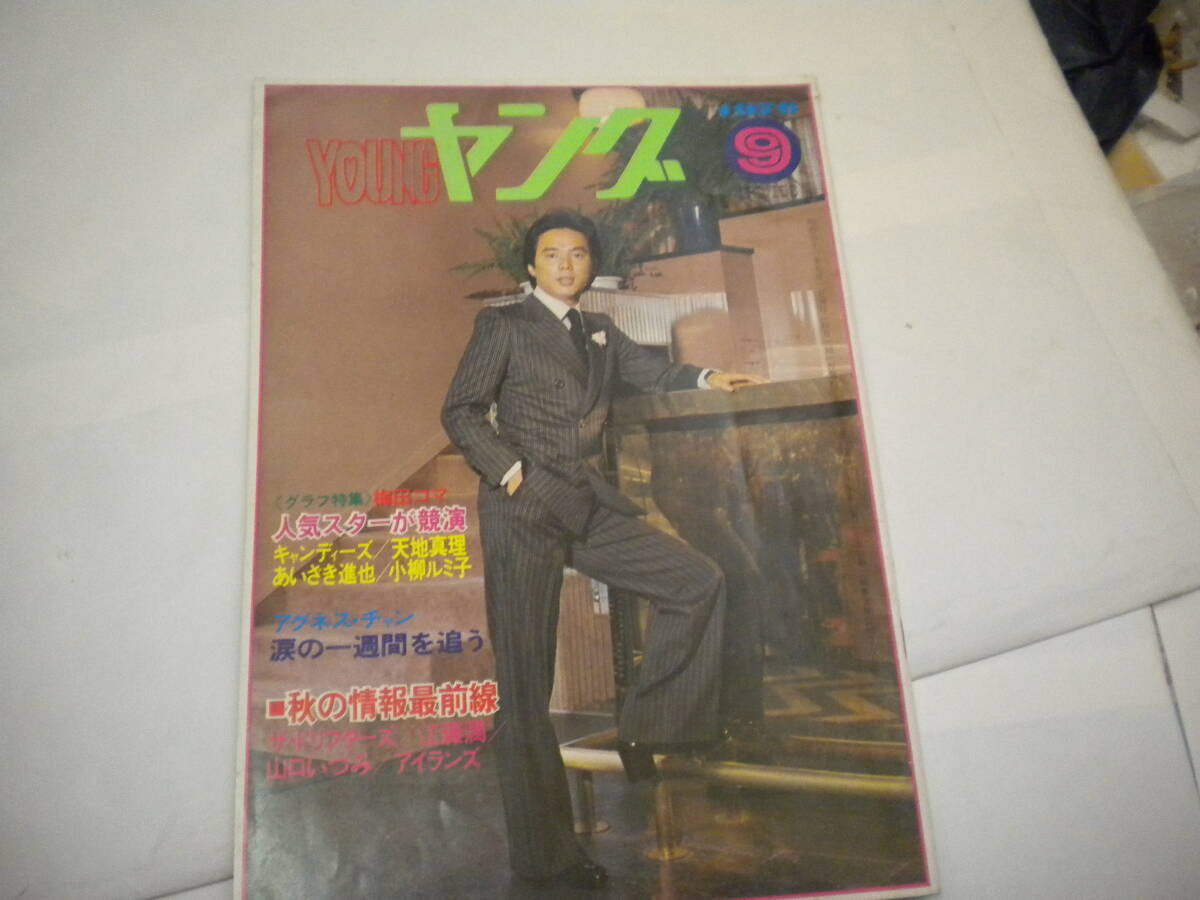 YOUNG ヤング
9
〈グラフ特集〉梅田コマ
人気スターが競演
キャンディーズ/天地真理
あいざき進也/小柳ルミ子
アグネス・チャン
涙の一週間を追う
■秋の情報最前線
ザ・ドリフターズ
山口いづみ/アイランズ